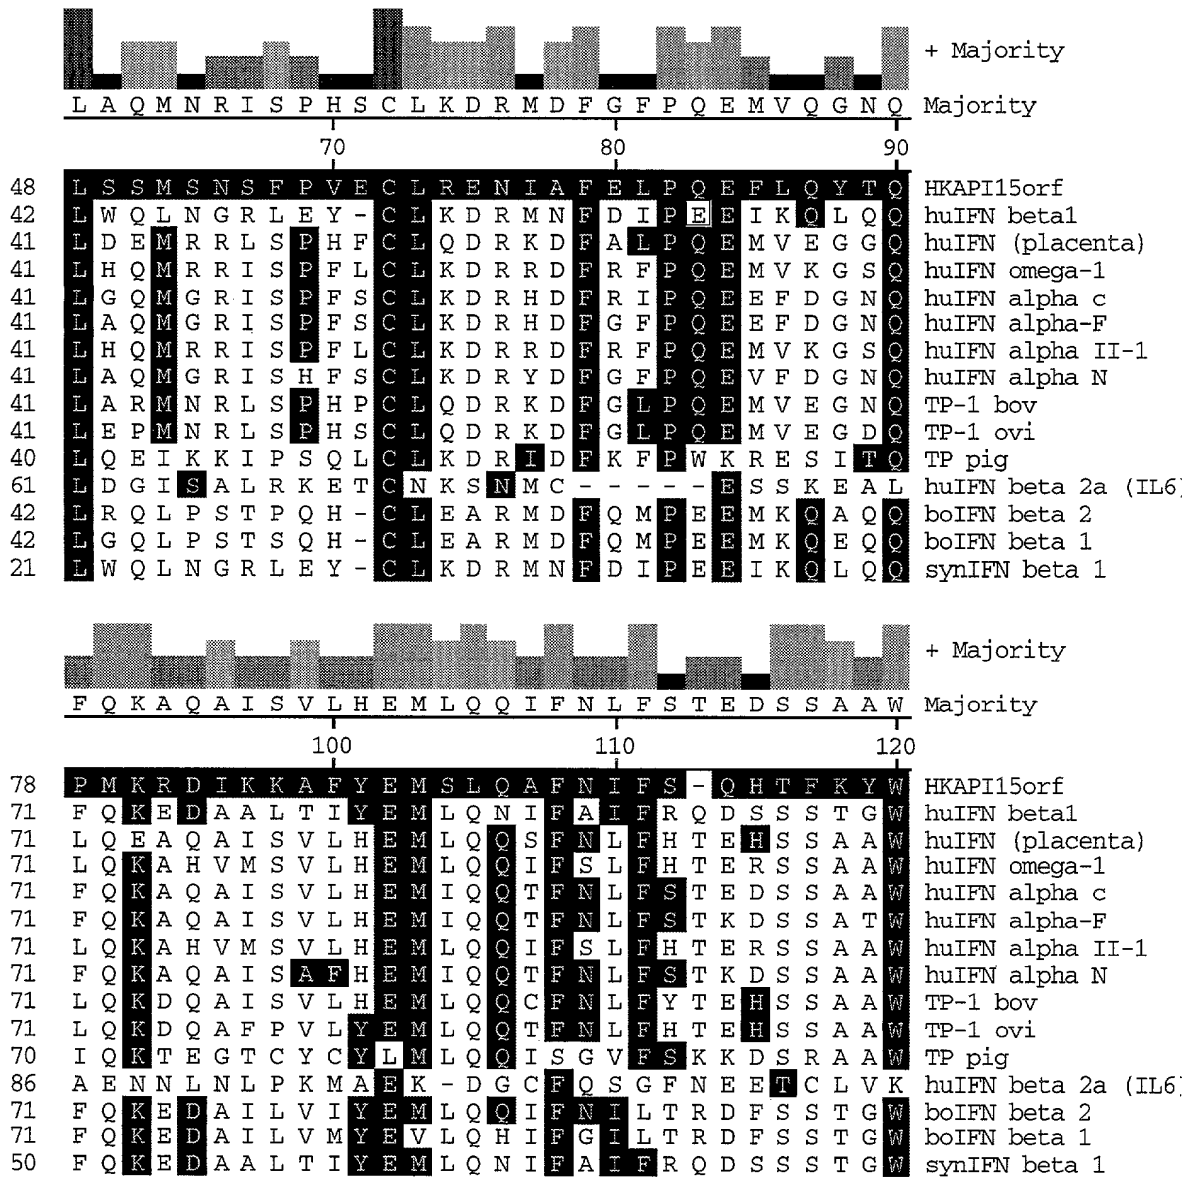 + Majority
L A Q M N R I S P H S C L K D R M D F G F P Q E M V Q G N Q Majority
70 80 90
48 L S S M S N S F P V E C L R E N I A F E L P Q E F L Q Y T Q HKAPI15orf
42 L W Q L N G R L E Y - C L K D R M N F D I P E E I K Q L Q Q huIFN beta1
41 L D E M R R L S P H F C L Q D R K D F A L P Q E M V E G G Q huIFN (placenta)
41 L H Q M R R I S P F L C L K D R R D F R F P Q E M V K G S Q huIFN omega-1
41 L G Q M G R I S P F S C L K D R H D F R I P Q E E F D G N Q huIFN alpha c
41 L A Q M G R I S P F S C L K D R H D F G F P Q E E F D G N Q huIFN alpha-F
41 L H Q M R R I S P F L C L K D R R D F R F P Q E M V K G S Q huIFN alpha II-1
41 L A Q M G R I S H F S C L K D R Y D F G F P Q E V F D G N Q huIFN alpha N
41 L A R M N R L S P H P C L Q D R K D F G L P Q E M V E G N Q TP-1 bov
41 L E P M N R L S P H S C L Q D R K D F G L P Q E M V E G D Q TP-1 ovi
40 L Q E I K K I P S Q L C L K D R I D F K F P W K R E S I T Q TP pig
61 L D G I S A L R K E T C N K S N M C - - - - - E S S K E A L huIFN beta 2a (IL6)
42 L R Q L P S T P Q H - C L E A R M D F Q M P E E M K Q A Q Q boIFN beta 2
42 L G Q L P S T S Q H - C L E A R M D F Q M P E E M K Q E Q Q boIFN beta 1
21 L W Q L N G R L E Y - C L K D R M N F D I P E E I K Q L Q Q synIFN beta 1
+ Majority
F Q K A Q A I S V L H E M L Q Q I F N L F S T E D S S A A W Majority
100 110 120
78 P M K R D I K K A F Y E M S L Q A F N I F S - Q H T F K Y W HKAPI15orf
71 F Q K E D A A L T I Y E M L Q N I F A I F R Q D S S S T G W huIFN beta1
71 L Q E A Q A I S V L H E M L Q Q S F N L F H T E H S S A A W huIFN (placenta)
71 L Q K A H V M S V L H E M L Q Q I F S L F H T E R S S A A W huIFN omega-1
71 F Q K A Q A I S V L H E M I Q Q T F N L F S T E D S S A A W huIFN alpha c
71 F Q K A Q A I S V L H E M I Q Q T F N L F S T K D S S A T W huIFN alpha-F
71 L Q K A H V M S V L H E M L Q Q I F S L F H T E R S S A A W huIFN alpha II-1
71 F Q K A Q A I S A F H E M I Q Q T F N L F S T K D S S A A W huIFN alpha N
71 L Q K D Q A I S V L H E M L Q Q C F N L F Y T E H S S A A W TP-1 bov
71 L Q K D Q A F P V L Y E M L Q Q T F N L F H T E H S S A A W TP-1 ovi
70 I Q K T E G T C Y C Y L M L Q Q I S G V F S K K D S R A A W TP pig
86 A E N N L N L P K M A E K - D G C F Q S G F N E E T C L V K huIFN beta 2a (IL6)
71 F Q K E D A I L V I Y E M L Q Q I F N I L T R D F S S T G W boIFN beta 2
71 F Q K E D A I L V M Y E V L Q H I F G I L T R D F S S T G W boIFN beta 1
50 F Q K E D A A L T I Y E M L Q N I F A I F R Q D S S S T G W synIFN beta 1